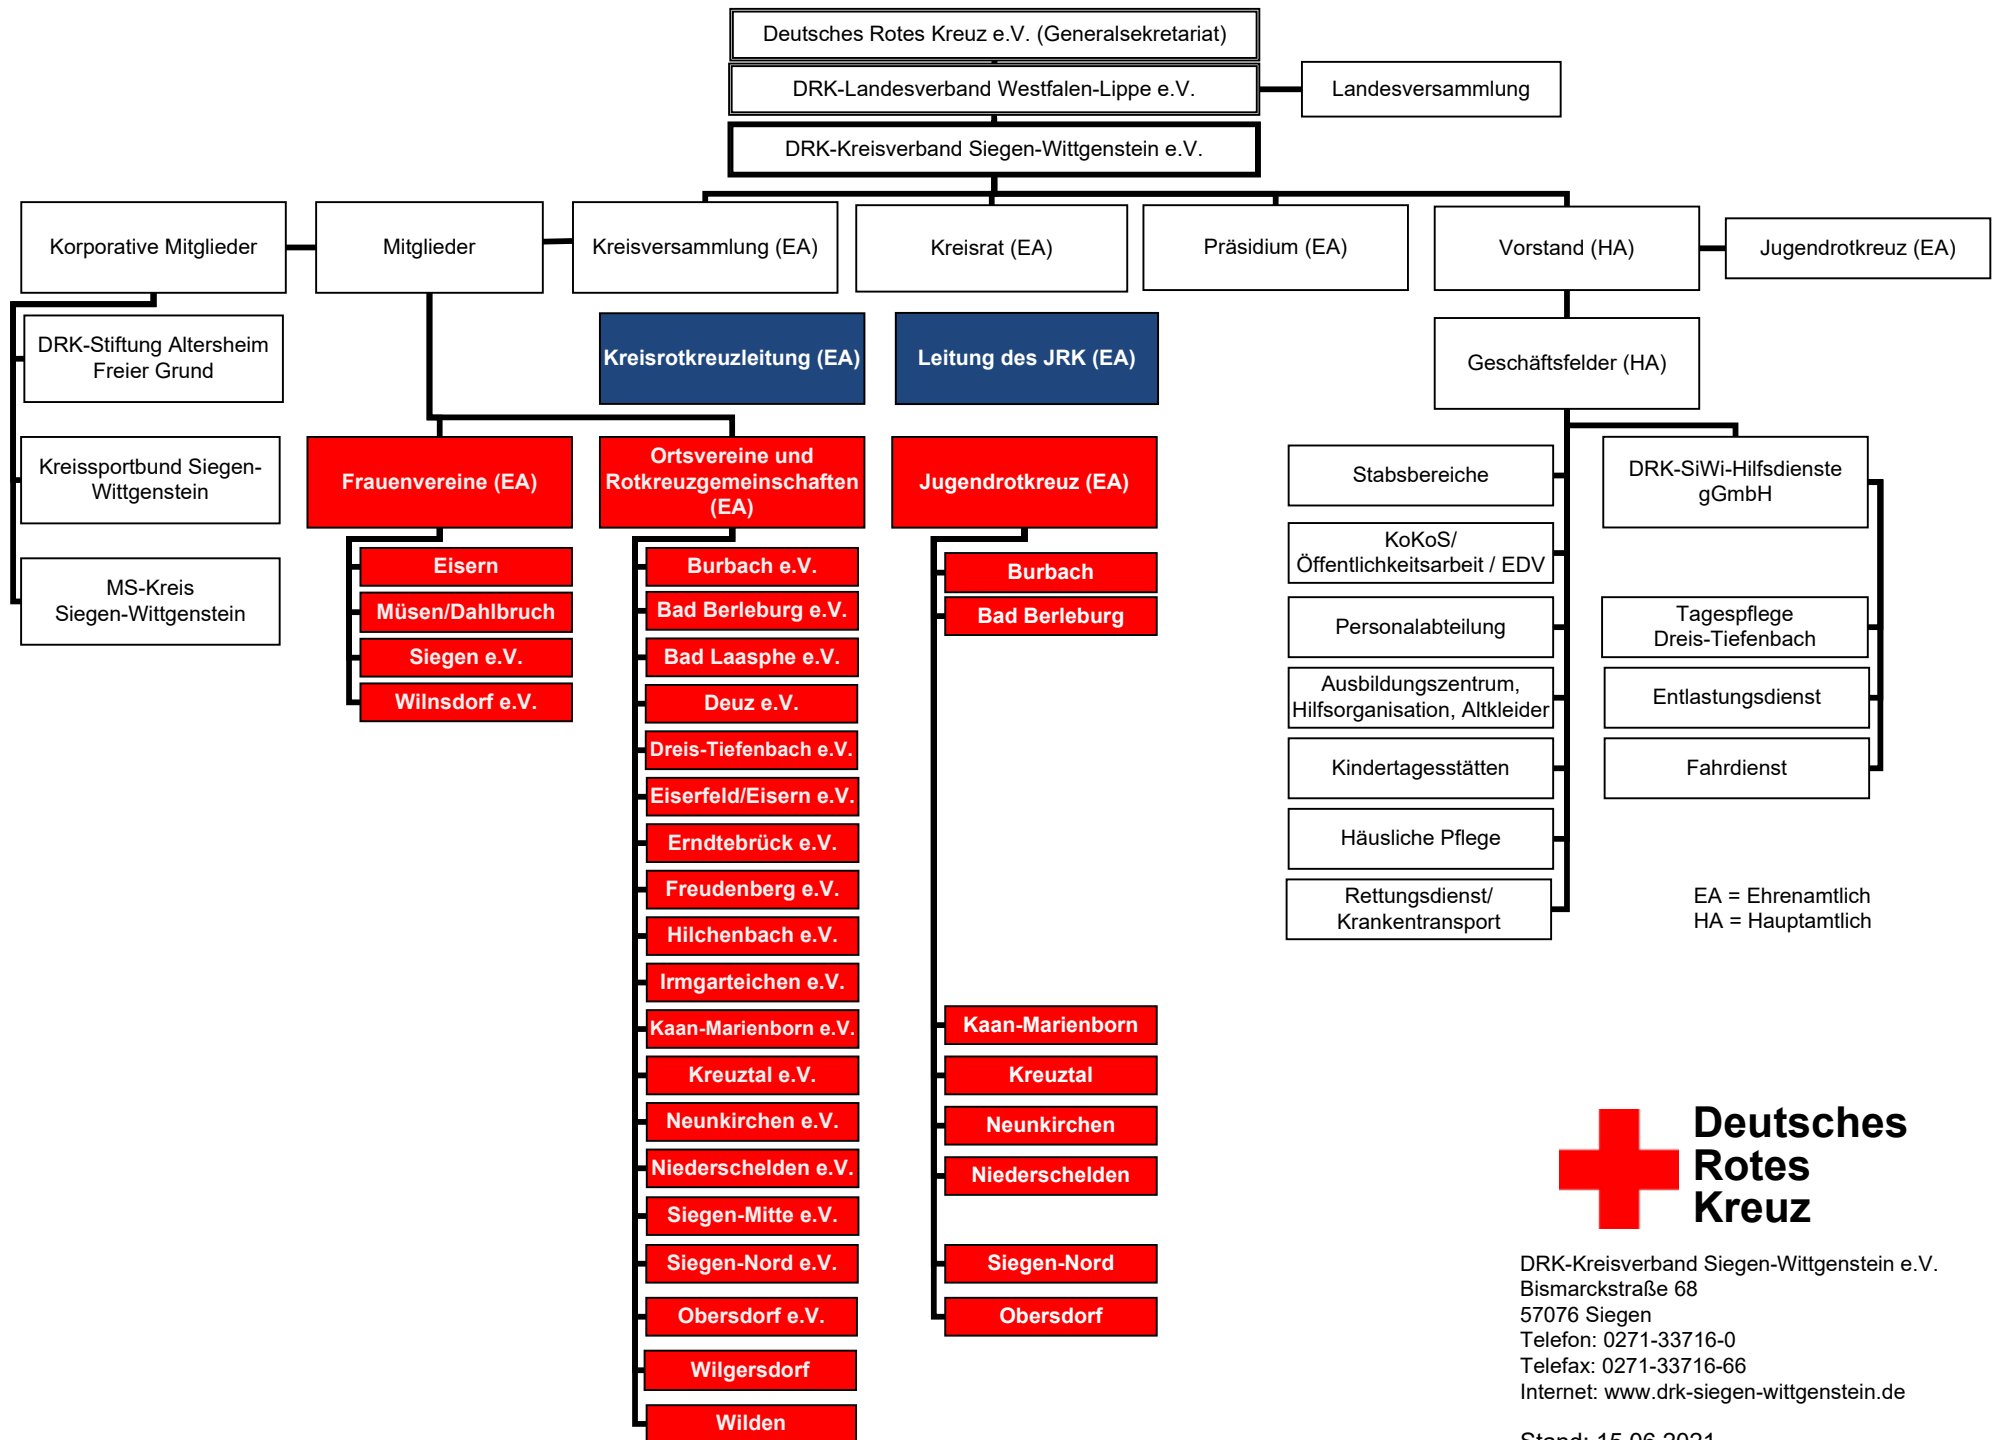 Deutsches Rotes Kreuz e.V. (Generalsekretariat)
DRK-Landesverband Westfalen-Lippe e.V.
Landesversammlung
DRK-Kreisverband Siegen-Wittgenstein e.V.
Korporative Mitglieder
Mitglieder
Kreisversammlung (EA)
Kreisrat (EA)
Präsidium (EA)
Vorstand (HA)
Jugendrotkreuz (EA)
DRK-Stiftung Altersheim
Freier Grund
Kreissportbund Siegen-
Wittgenstein
MS-Kreis
Siegen-Wittgenstein
Kreisrotkreuzleitung (EA)
Leitung des JRK (EA)
Geschäftsfelder (HA)
Frauenvereine (EA)
Eisern
Müsen/Dahlbruch
Siegen e.V.
Wilnsdorf e.V.
Ortsvereine und
Rotkreuzgemeinschaften
(EA)
Burbach e.V.
Bad Berleburg e.V.
Bad Laasphe e.V.
Deuz e.V.
Dreis-Tiefenbach e.V.
Eiserfeld/Eisern e.V.
Erndtebrück e.V.
Freudenberg e.V.
Hilchenbach e.V.
Irmgarteichen e.V.
Kaan-Marienborn e.V.
Kreuztal e.V.
Neunkirchen e.V.
Niederschelden e.V.
Siegen-Mitte e.V.
Siegen-Nord e.V.
Obersdorf e.V.
Wilgersdorf
Wilden
Jugendrotkreuz (EA)
Burbach
Bad Berleburg
Kaan-Marienborn
Kreuztal
Neunkirchen
Niederschelden
Siegen-Nord
Obersdorf
Stabsbereiche
KoKoS/
Öffentlichkeitsarbeit / EDV
Personalabteilung
Ausbildungszentrum,
Hilfsorganisation, Altkleider
Kindertagesstätten
Häusliche Pflege
Rettungsdienst/
Krankentransport
DRK-SiWi-Hilfsdienste
gGmbH
Tagespflege
Dreis-Tiefenbach
Entlastungsdienst
Fahrdienst
EA = Ehrenamtlich
HA = Hauptamtlich
Deutsches
Rotes
Kreuz
DRK-Kreisverband Siegen-Wittgenstein e.V.
Bismarckstraße 68
57076 Siegen
Telefon: 0271-33716-0
Telefax: 0271-33716-66
Internet: www.drk-siegen-wittgenstein.de
Stand: 15.06.2021